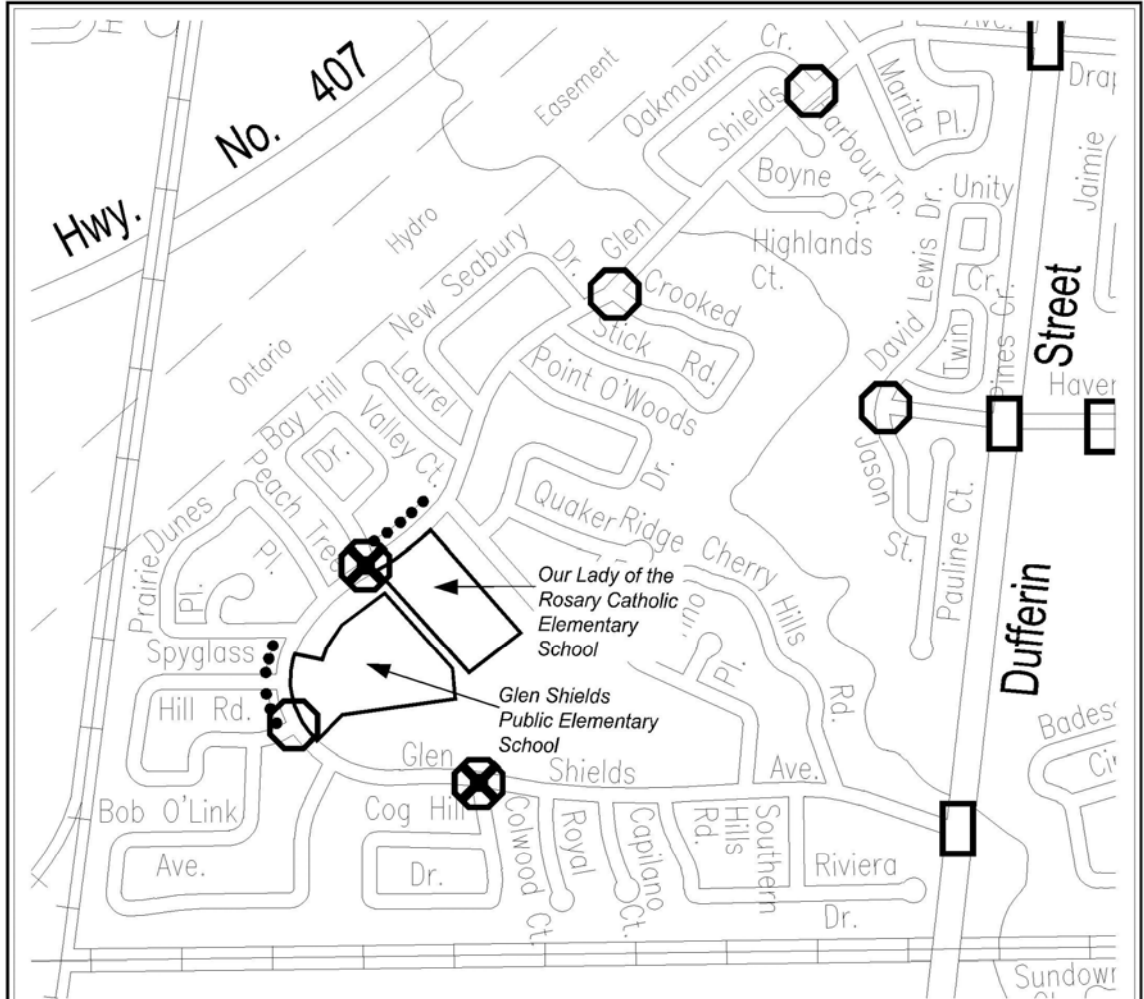 Hwy. No. 407
Ontario Hydro Easement
Oakmount Cr.
Shields
Marita Pl.
Ave.
Boyne Ct.
Highlands Ct.
Unity Cr.
Jaimie
David Lewis Dr.
Twin Pines Cr.
Dufferin Street
New Seabury Dr.
Glen
Crooked Stick Rd.
Point O'Woods Dr.
Laurel Valley Ct.
Bay Hill Dr.
Peach Tree Pl.
Prairie Dunes Pl.
Quaker Ridge
Cherry Hills Rd.
Pl.
Jason St.
Pauline Ct.
Our Lady of the
Rosary Catholic
Elementary
School
Glen Shields
Public Elementary
School
Spyglass
Hill Rd.
Bob O'Link
Ave.
Glen Shields Ave.
Cog Hill
Dr.
Colwood Ct.
Royal
Capilano Ct.
Southern Hills Rd.
Riviera Dr.
Sundown